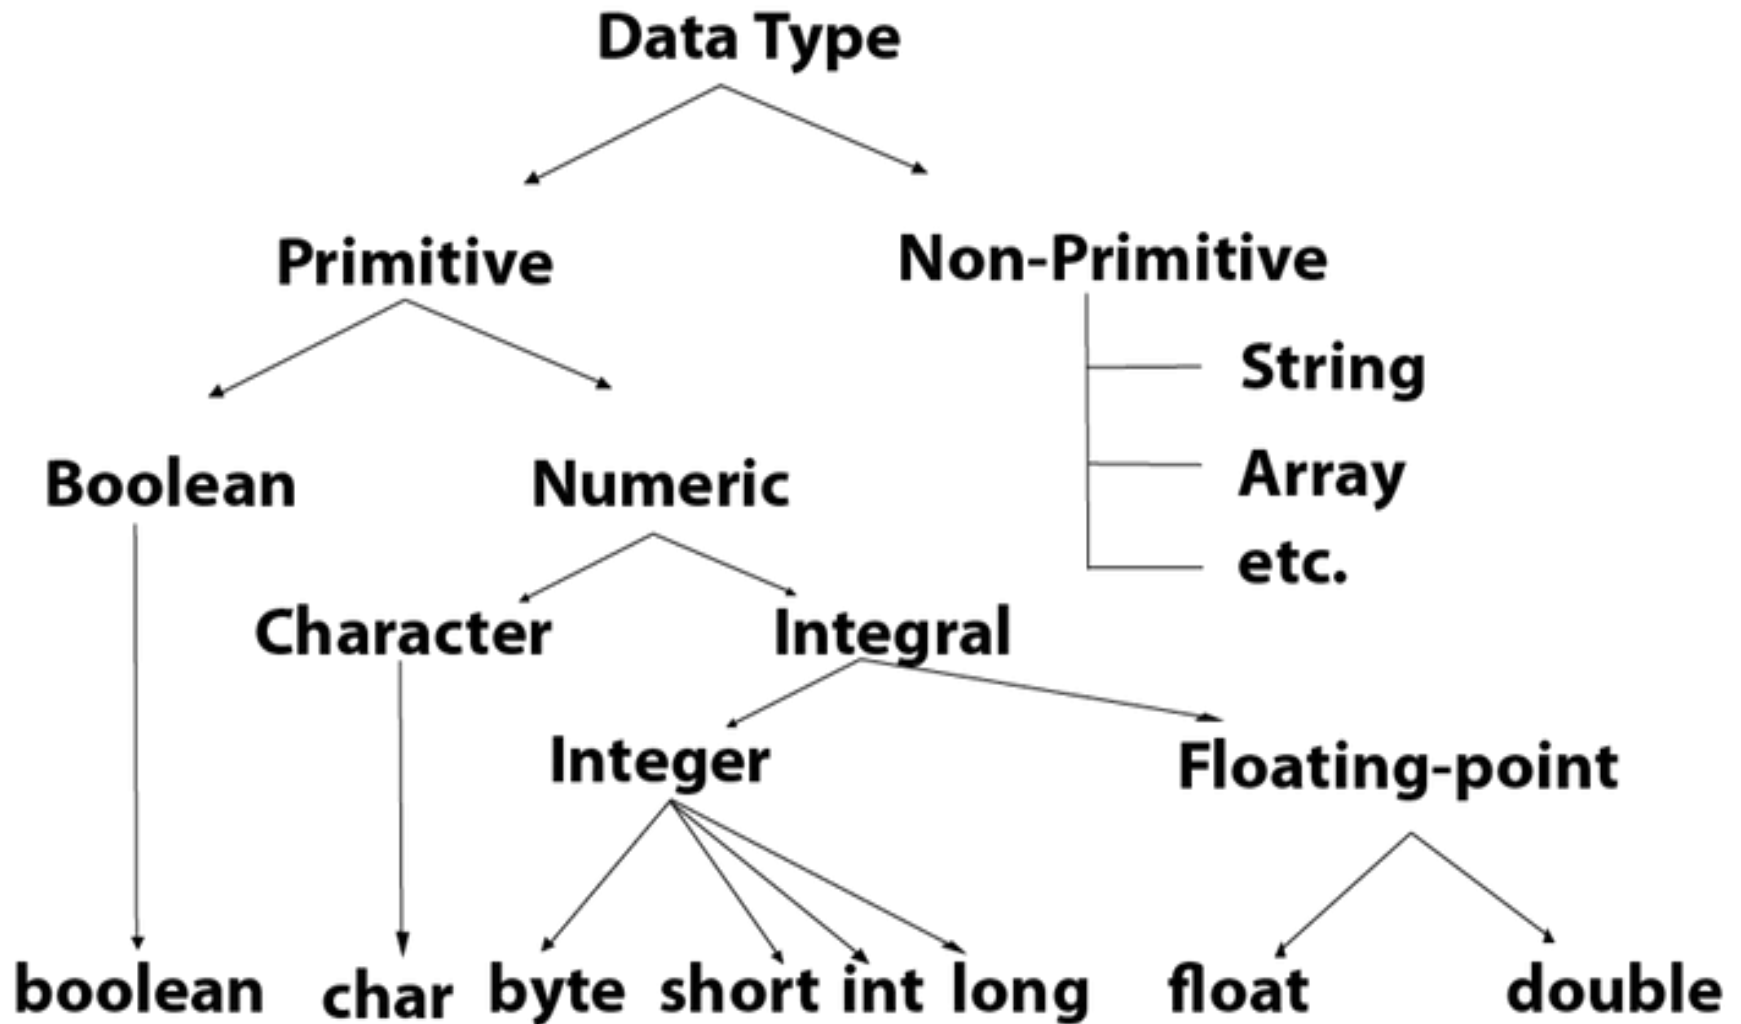 Data Type
Primitive
Non-Primitive
String
Array
etc.
Boolean
Numeric
Character
Integral
Integer
Floating-point
boolean
char
byte
short
int
long
float
double